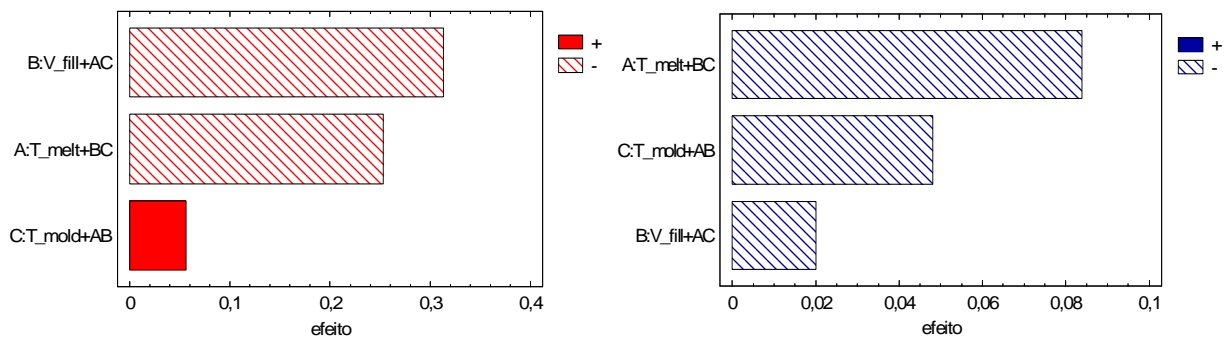 B:V_fill+AC
A:T_melt+BC
C:T_mold+AB
0 0,1 0,2 0,3 0,4
efeito
+
-
A:T_melt+BC
C:T_mold+AB
B:V_fill+AC
0 0,02 0,04 0,06 0,08 0,1
efeito
+
-